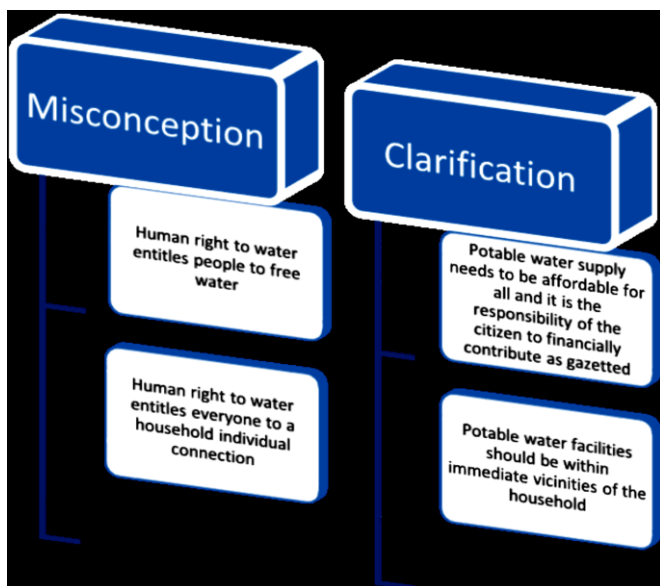 Misconception
Human right to water
entitles people to free
water
Human right to water
entitles everyone to a
household individual
connection
Clarification
Potable water supply
needs to be affordable for
all and it is the
responsibility of the
citizen to financially
contribute as gazetted
Potable water facilities
should be within
immediate vicinities of the
household